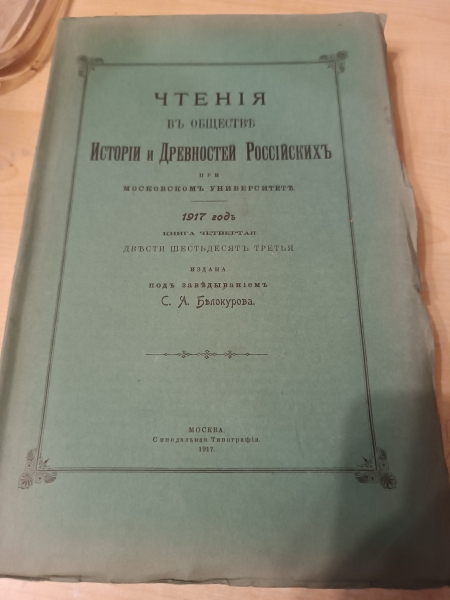 ЧТЕНІЯ
ВЪ ОБЩЕСТВѢ
ИСТОРІИ И ДРЕВНОСТЕЙ РОССІЙСКИХЪ
ПРИ
МОСКОВСКОМЪ УНИВЕРСИТЕТѢ.
1917 годъ
КНИГА ЧЕТВЕРТАЯ
ДВѢСТИ ШЕСТЬДЕСЯТЪ ТРЕТЬЯ
ИЗДАНА
ПОДЪ ЗАВѢДЫВАНІЕМЪ
С. А. Бѣлокурова.
МОСКВА
Синодальная Типографія.
1917.